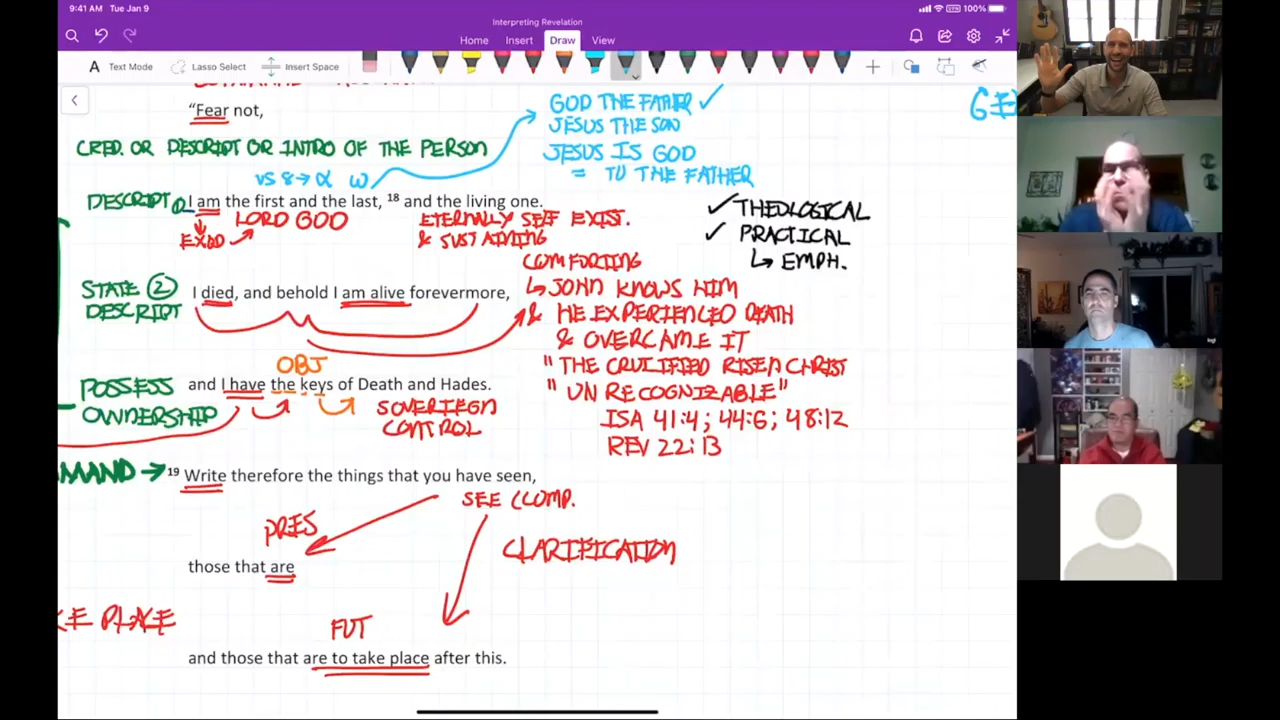 9:41 AM Tue Jan 9
100%
Interpreting Revelation
Home Insert Draw View
A Text Mode Lasso Select Insert Space
"Fear not,
GOD THE FATHER ✓
JESUS THE SON
JESUS IS GOD
= TO THE FATHER
CRED. OR DESCRIPT OR INTRO OF THE PERSON
VS 8 → α ω
DESCRIPT
I am the first and the last, 18 and the living one.
EXOD → LORD GOD
ETERNALLY SELF EXIST.
& SUSTAINING
✓ THEOLOGICAL
✓ PRACTICAL
↳ EMPH.
COMFORTING
↳ JOHN KNOWS HIM
& HE EXPERIENCED DEATH
& OVERCAME IT
"THE CRUCIFIED RISEN CHRIST
"UN RECOGNIZABLE"
ISA 41:4; 44:6; 48:12
REV 22:13
STATE 2
DESCRIPT
I died, and behold I am alive forevermore,
OBJ
POSSESS
OWNERSHIP
and I have the keys of Death and Hades.
SOVERIEGN
CONTROL
MAND → 19 Write therefore the things that you have seen,
SEE (COMP.
PRES
CLARIFICATION
those that are
KE PLACE
FUT
and those that are to take place after this.